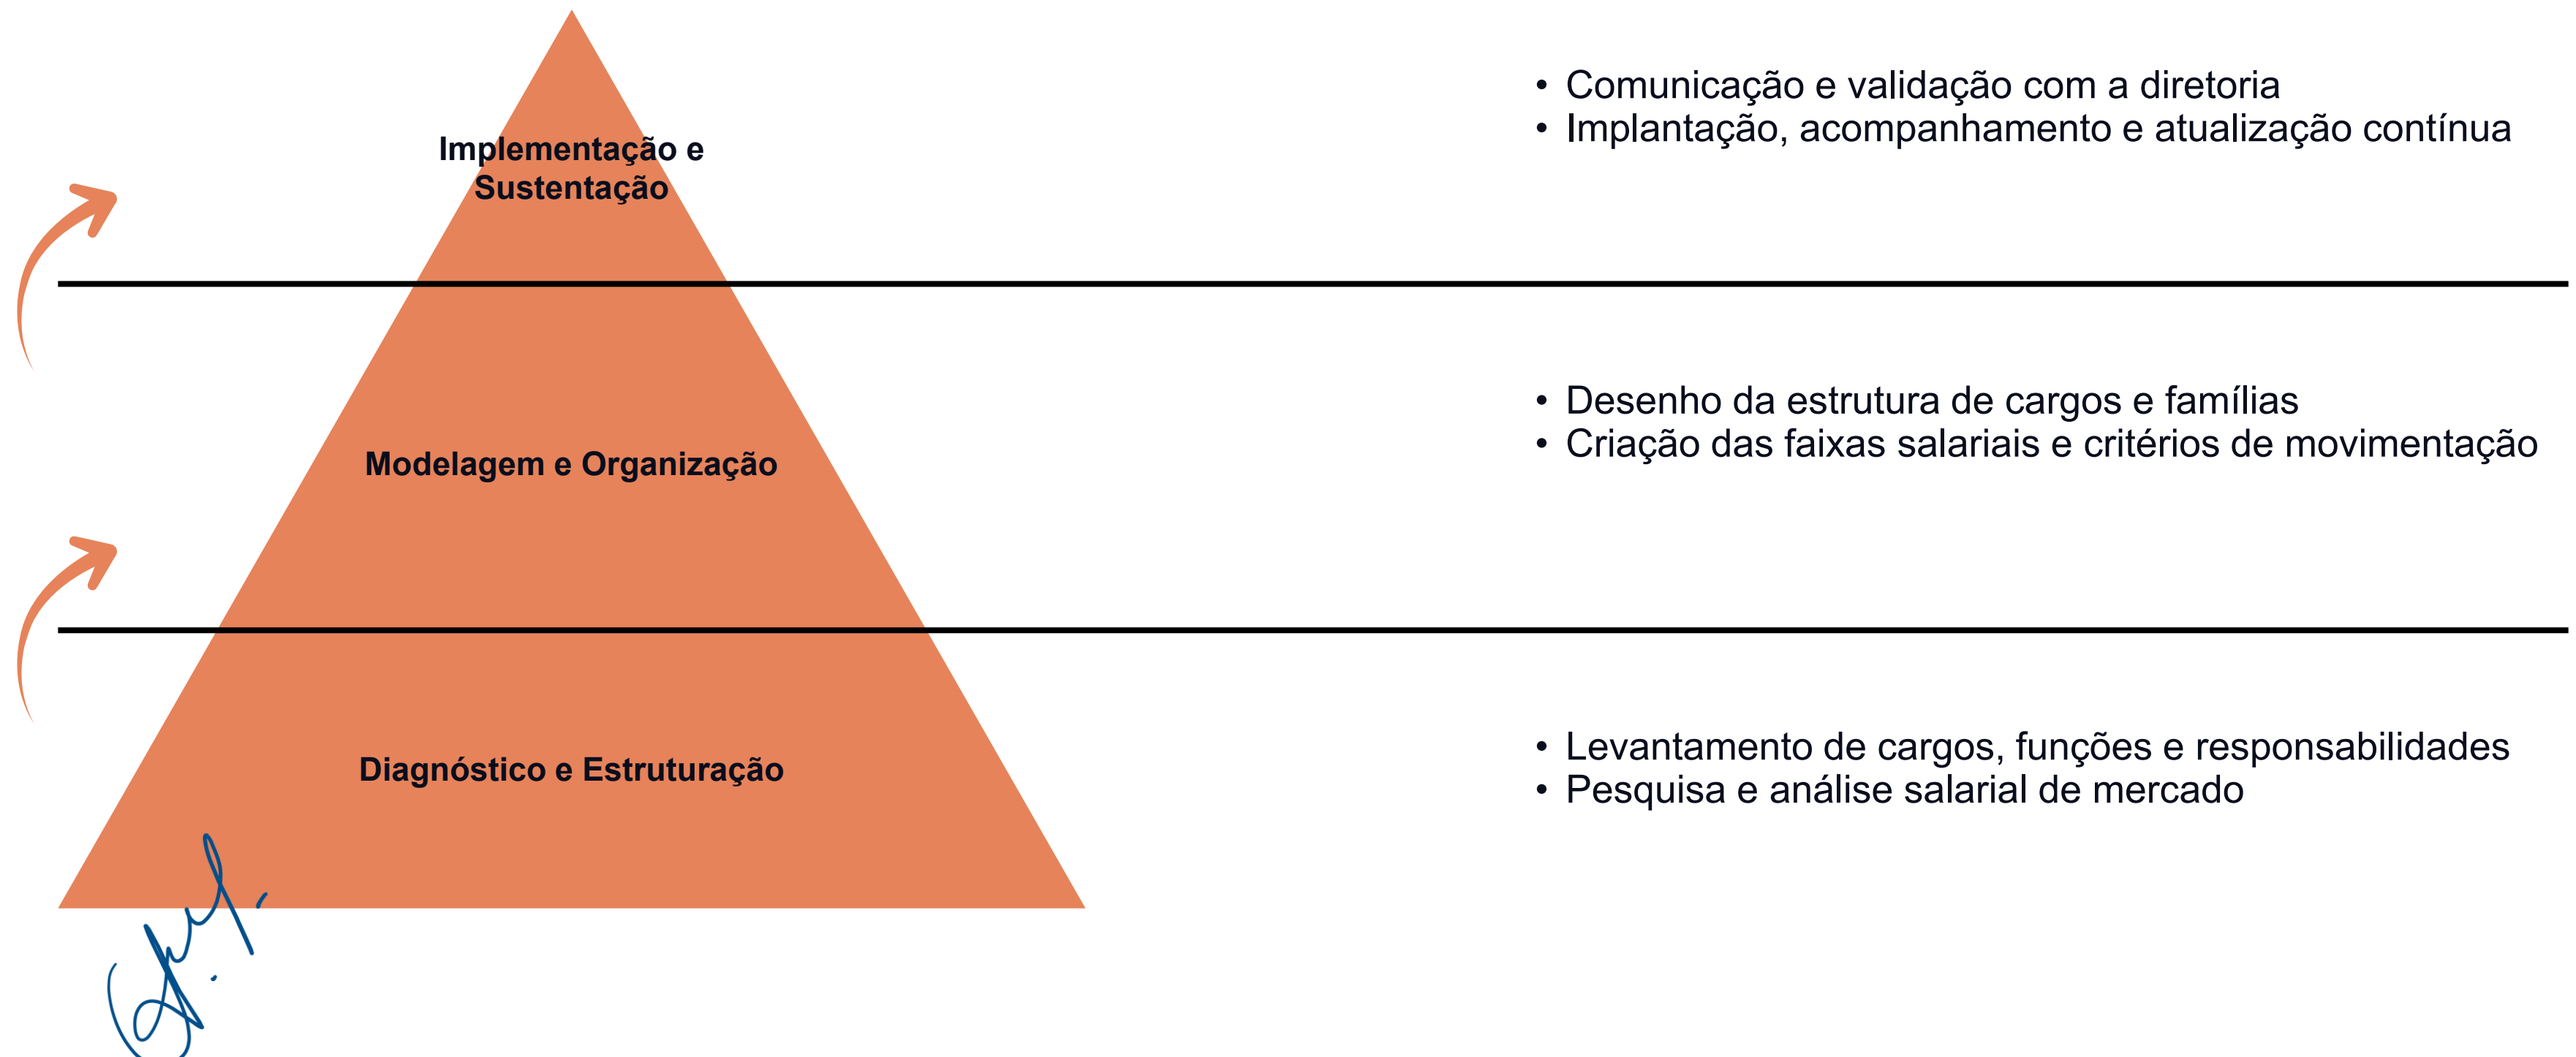 Implementação e
Sustentação
• Comunicação e validação com a diretoria
• Implantação, acompanhamento e atualização contínua
Modelagem e Organização
• Desenho da estrutura de cargos e famílias
• Criação das faixas salariais e critérios de movimentação
Diagnóstico e Estruturação
• Levantamento de cargos, funções e responsabilidades
• Pesquisa e análise salarial de mercado